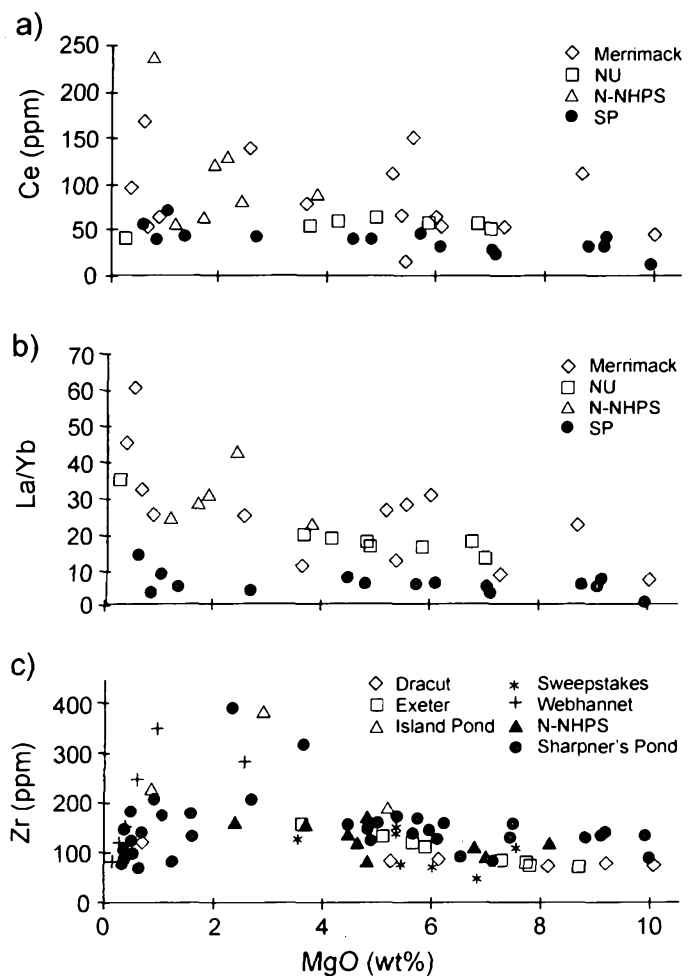 a)
Ce (ppm)
250
200
150
100
50
0
Merrimack
NU
N-NHPS
SP
b)
La/Yb
70
60
50
40
30
20
10
0
Merrimack
NU
N-NHPS
SP
c)
Zr (ppm)
400
300
200
100
0
Dracut
Exeter
Island Pond
Sweepstakes
Webhannet
N-NHPS
Sharpner's Pond
0 2 4 6 8 10
MgO (wt%)